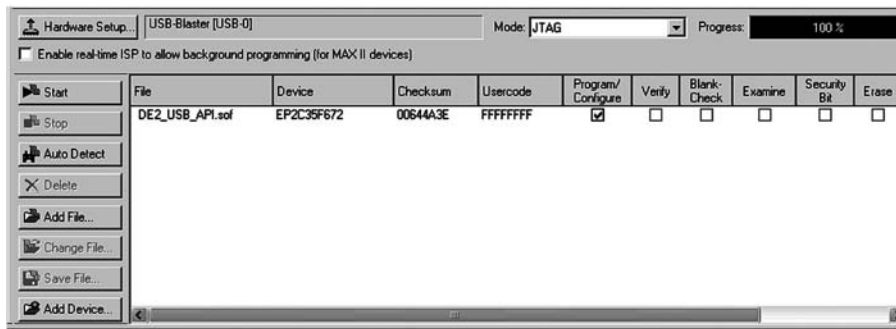 Hardware Setup... USB-Blaster [USB-0] Mode: JTAG Progress: 100 %
Enable real-time ISP to allow background programming (for MAX II devices)
Start
Stop
Auto Detect
Delete
Add File...
Change File...
Save File...
Add Device...
File Device Checksum Usercode Program/ Configure Verify Blank- Check Examine Security Bit Erase
DE2_USB_API.sof EP2C35F672 00644A3E FFFFFFFF